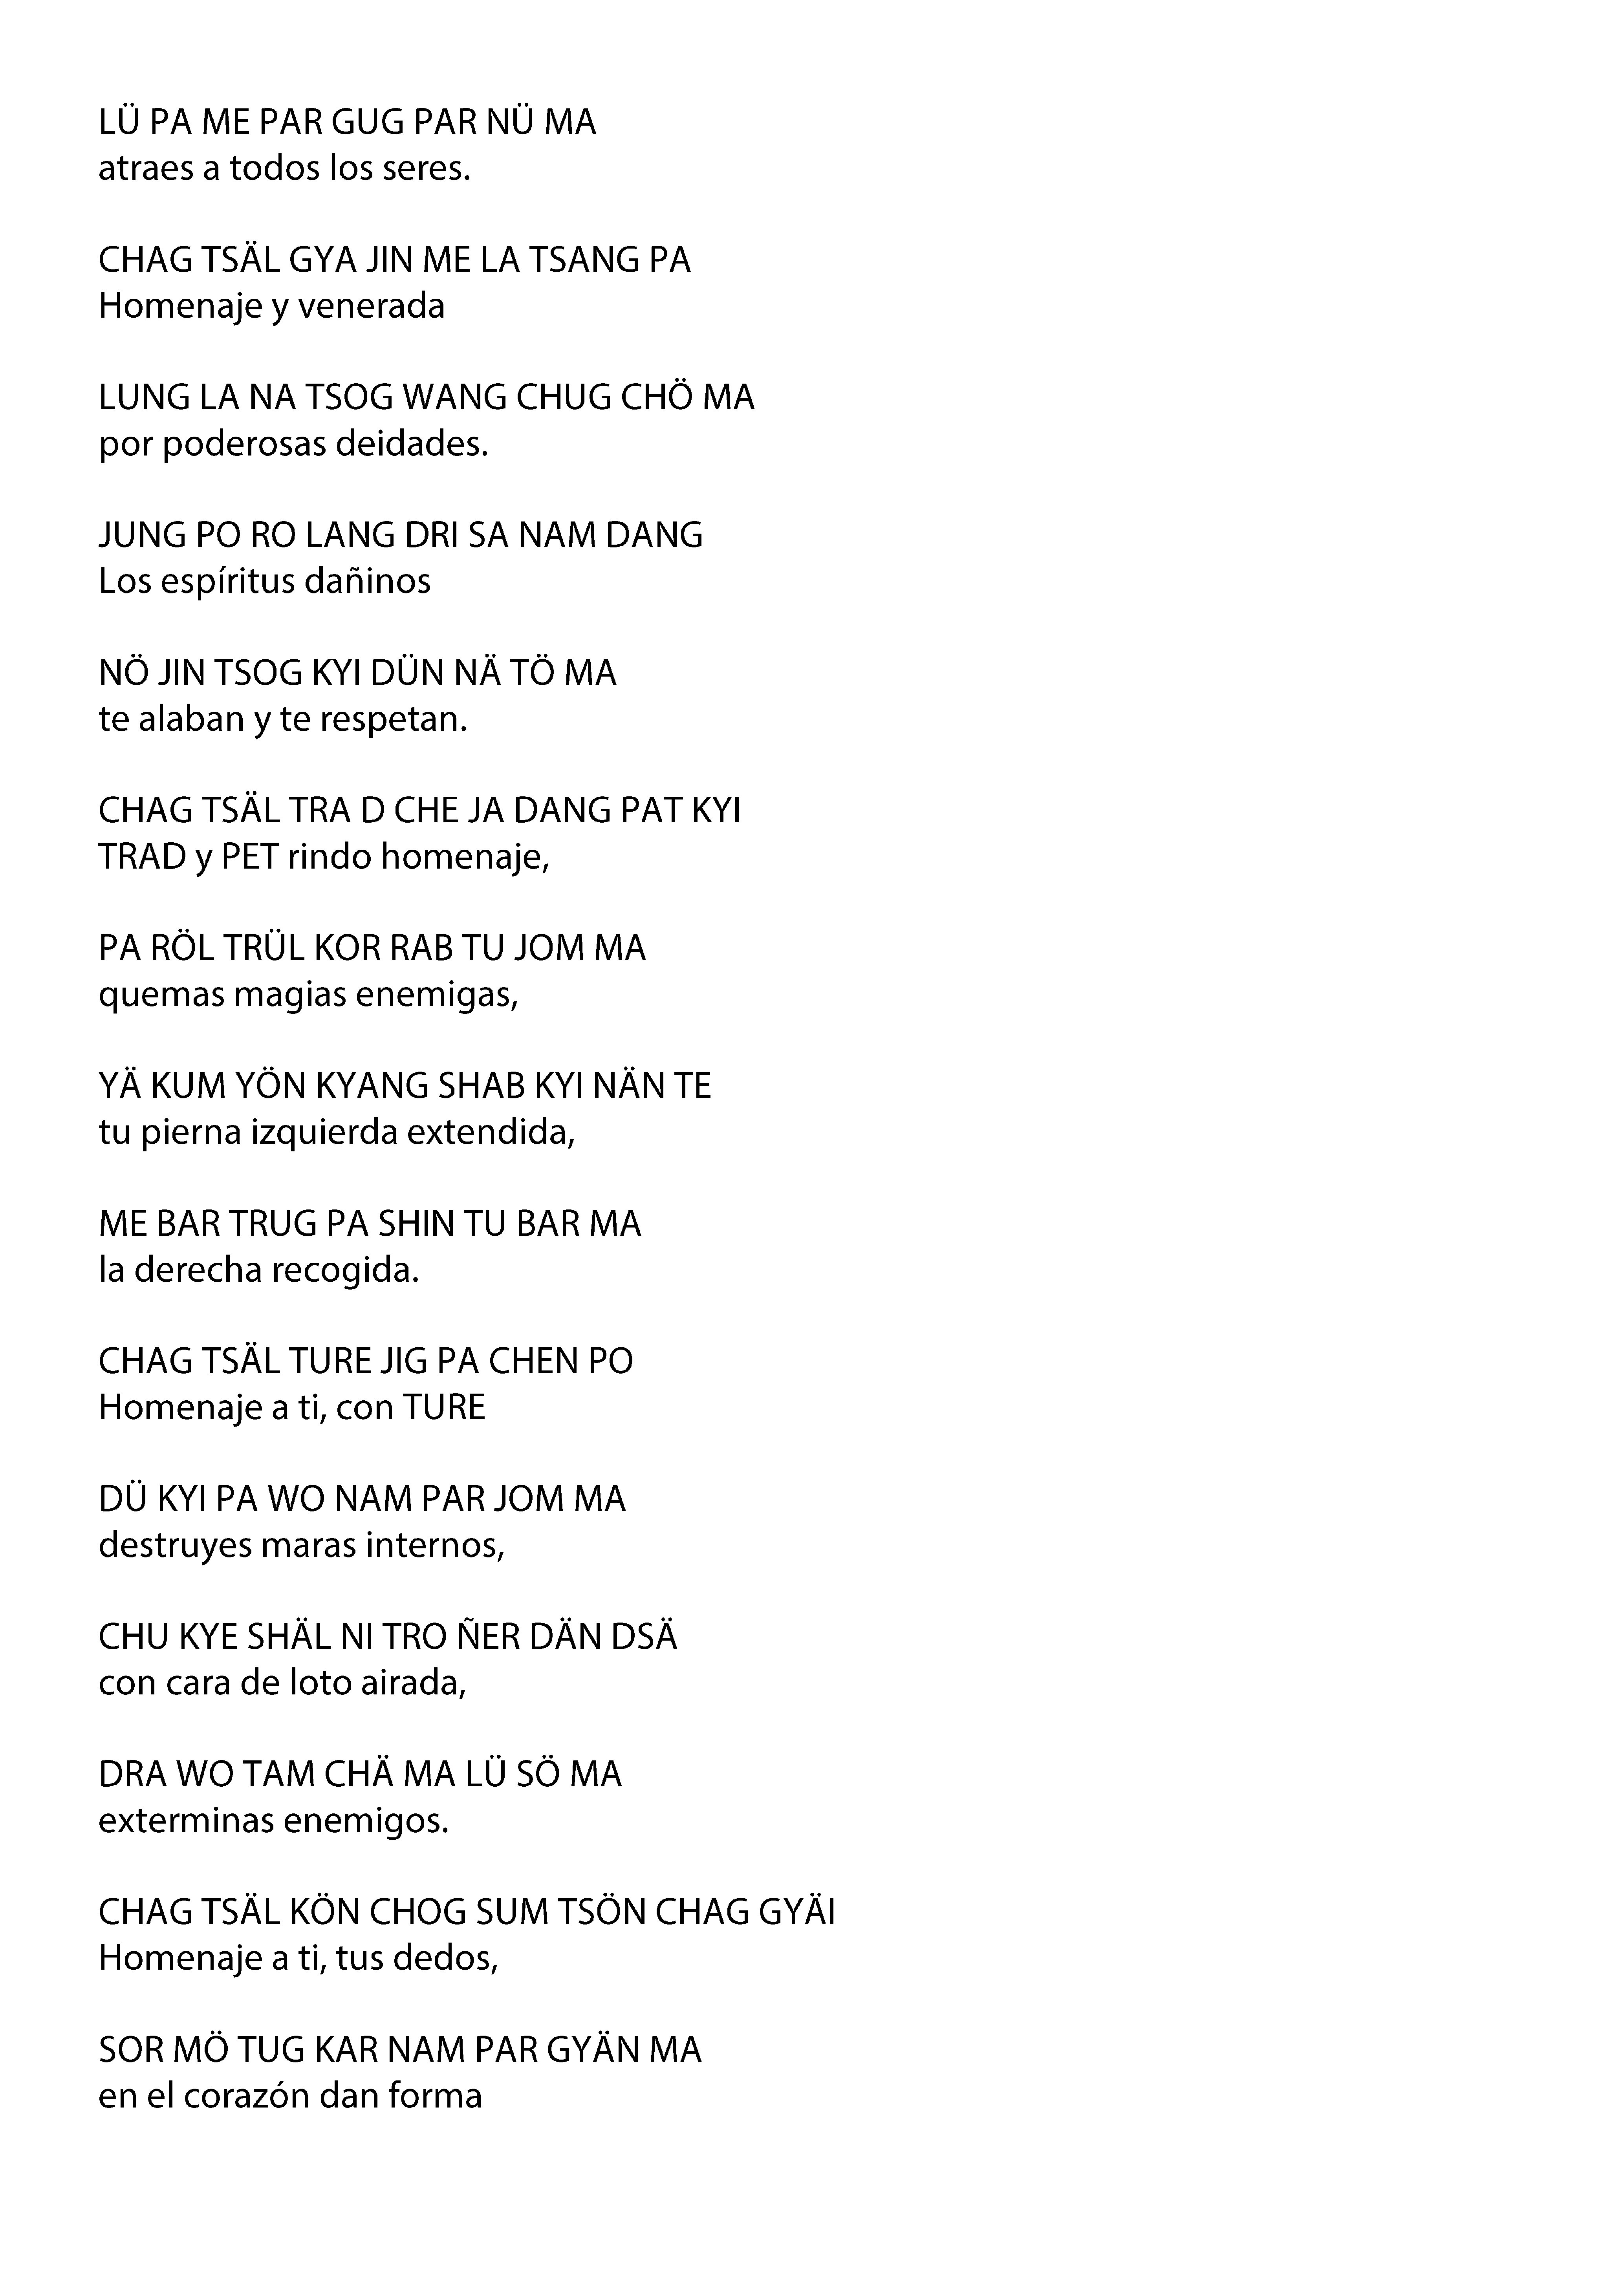 LÜ PA ME PAR GUG PAR NÜ MA
atraes a todos los seres.
CHAG TSÄL GYA JIN ME LA TSANG PA
Homenaje y venerada
LUNG LA NA TSOG WANG CHUG CHÖ MA
por poderosas deidades.
JUNG PO RO LANG DRI SA NAM DANG
Los espíritus dañinos
NÖ JIN TSOG KYI DÜN NÄ TÖ MA
te alaban y te respetan.
CHAG TSÄL TRA D CHE JA DANG PAT KYI
TRAD y PET rindo homenaje,
PA RÖL TRÜL KOR RAB TU JOM MA
quemas magias enemigas,
YÄ KUM YÖN KYANG SHAB KYI NÄN TE
tu pierna izquierda extendida,
ME BAR TRUG PA SHIN TU BAR MA
la derecha recogida.
CHAG TSÄL TURE JIG PA CHEN PO
Homenaje a ti, con TURE
DÜ KYI PA WO NAM PAR JOM MA
destruyes maras internos,
CHU KYE SHÄL NI TRO ÑER DÄN DSÄ
con cara de loto airada,
DRA WO TAM CHÄ MA LÜ SÖ MA
exterminas enemigos.
CHAG TSÄL KÖN CHOG SUM TSÖN CHAG GYÄI
Homenaje a ti, tus dedos,
SOR MÖ TUG KAR NAM PAR GYÄN MA
en el corazón dan forma